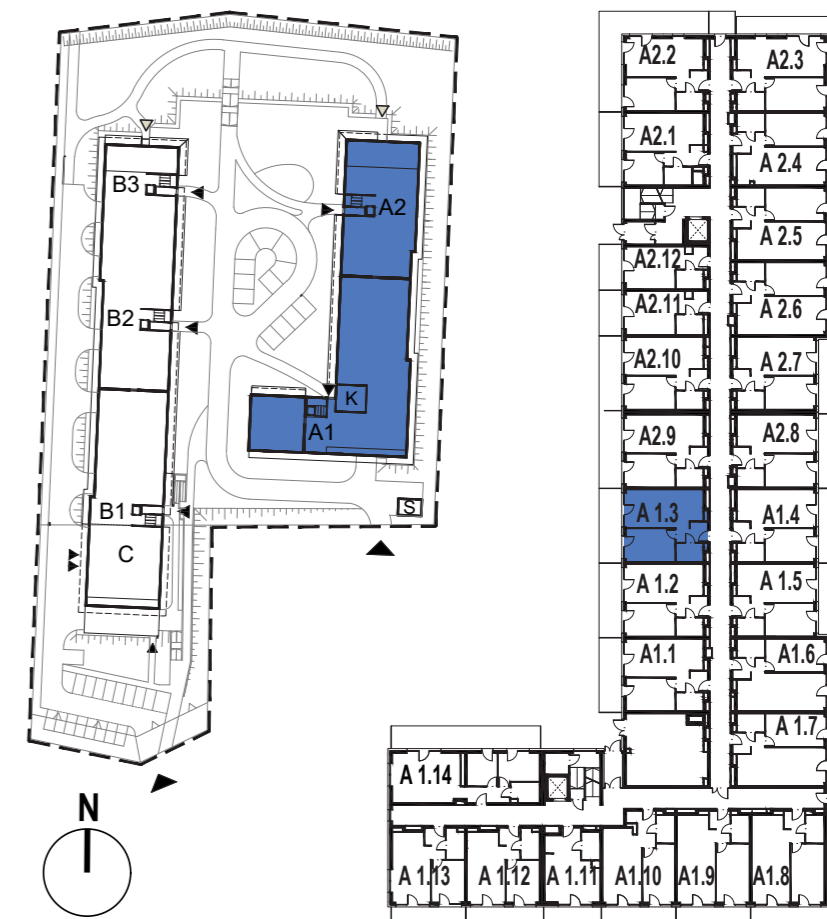 B3
A2
B2
K
A1
B1
S
C
N
A2.2
A2.3
A2.1
A 2.4
A 2.5
A2.12
A2.11
A 2.6
A2.10
A 2.7
A2.9
A2.8
A 1.3
A1.4
A 1.2
A 1.5
A1.1
A1.6
A 1.7
A 1.14
A 1.13
A 1.12
A 1.11
A1.10
A1.9
A1.8